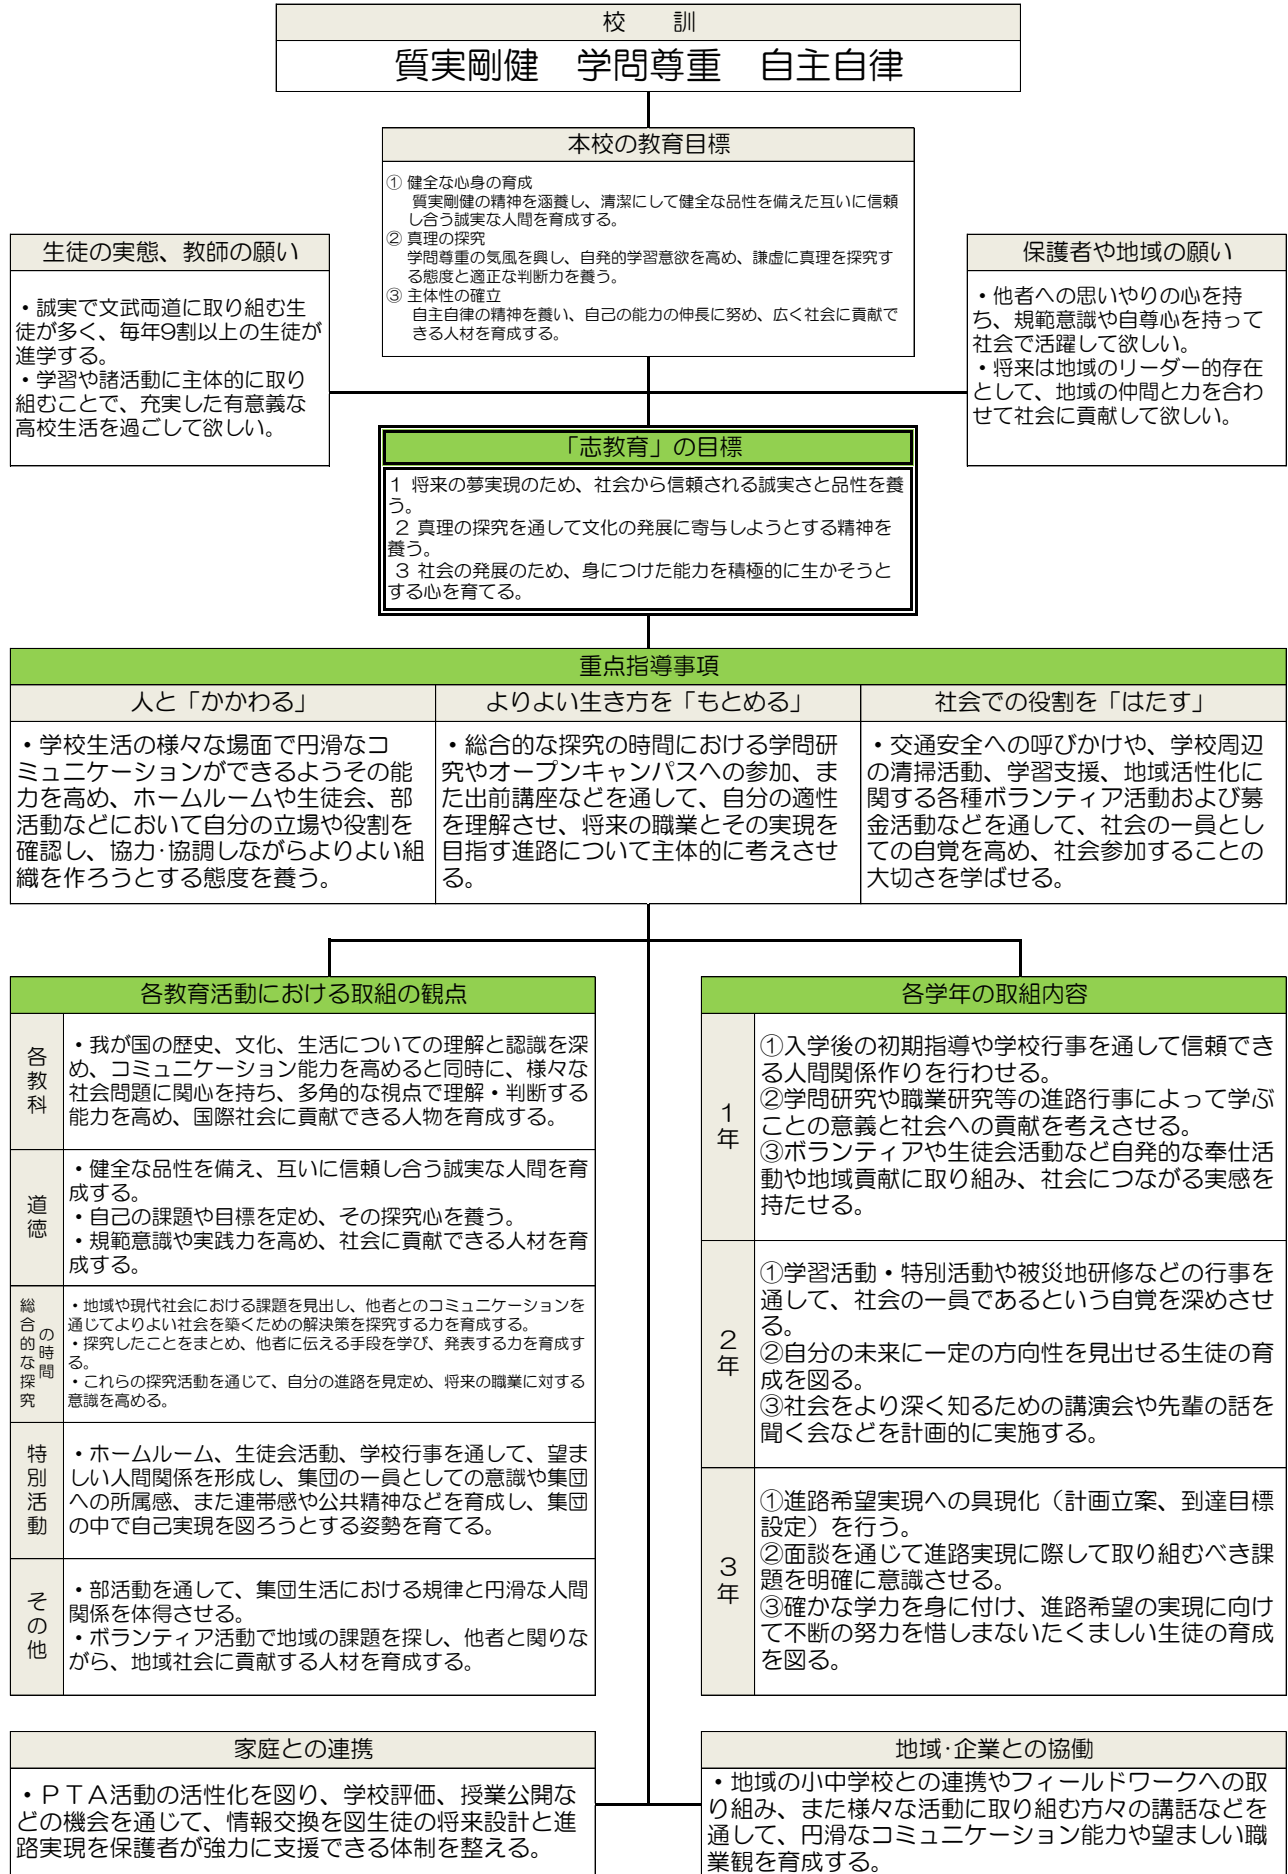 校　訓
質実剛健　学問尊重　自主自律
本校の教育目標
① 健全な心身の育成
質実剛健の精神を涵養し、清潔にして健全な品性を備えた互いに信頼
し合う誠実な人間を育成する。
② 真理の探究
学問尊重の気風を興し、自発的学習意欲を高め、謙虚に真理を探究す
る態度と適正な判断力を養う。
③ 主体性の確立
自主自律の精神を養い、自己の能力の伸長に努め、広く社会に貢献で
きる人材を育成する。
生徒の実態、教師の願い
・誠実で文武両道に取り組む生
徒が多く、毎年9割以上の生徒が
進学する。
・学習や諸活動に主体的に取り
組むことで、充実した有意義な
高校生活を過ごして欲しい。
保護者や地域の願い
・他者への思いやりの心を持
ち、規範意識や自尊心を持って
社会で活躍して欲しい。
・将来は地域のリーダー的存在
として、地域の仲間と力を合わ
せて社会に貢献して欲しい。
「志教育」の目標
1 将来の夢実現のため、社会から信頼される誠実さと品性を養
う。
２ 真理の探究を通して文化の発展に寄与しようとする精神を
養う。
３ 社会の発展のため、身につけた能力を積極的に生かそうと
する心を育てる。
重点指導事項
人と「かかわる」
・学校生活の様々な場面で円滑なコ
ミュニケーションができるようその能
力を高め、ホームルームや生徒会、部
活動などにおいて自分の立場や役割を
確認し、協力･協調しながらよりよい組
織を作ろうとする態度を養う。
よりよい生き方を「もとめる」
・総合的な探究の時間における学問研
究やオープンキャンパスへの参加、ま
た出前講座などを通して、自分の適性
を理解させ、将来の職業とその実現を
目指す進路について主体的に考えさせ
る。
社会での役割を「はたす」
・交通安全への呼びかけや、学校周辺
の清掃活動、学習支援、地域活性化に
関する各種ボランティア活動および募
金活動などを通して、社会の一員とし
ての自覚を高め、社会参加することの
大切さを学ばせる。
各教育活動における取組の観点
各教科
・我が国の歴史、文化、生活についての理解と認識を深
め、コミュニケーション能力を高めると同時に、様々な
社会問題に関心を持ち、多角的な視点で理解・判断する
能力を高め、国際社会に貢献できる人物を育成する。
道徳
・健全な品性を備え、互いに信頼し合う誠実な人間を育
成する。
・自己の課題や目標を定め、その探究心を養う。
・規範意識や実践力を高め、社会に貢献できる人材を育
成する。
総合的な探究
の時間
・地域や現代社会における課題を見出し、他者とのコミュニケーションを
通じてよりよい社会を築くための解決策を探究する力を育成する。
・探究したことをまとめ、他者に伝える手段を学び、発表する力を育成す
る。
・これらの探究活動を通じて、自分の進路を見定め、将来の職業に対する
意識を高める。
特別活動
・ホームルーム、生徒会活動、学校行事を通して、望ま
しい人間関係を形成し、集団の一員としての意識や集団
への所属感、また連帯感や公共精神などを育成し、集団
の中で自己実現を図ろうとする姿勢を育てる。
その他
・部活動を通して、集団生活における規律と円滑な人間
関係を体得させる。
・ボランティア活動で地域の課題を探し、他者と関りな
がら、地域社会に貢献する人材を育成する。
各学年の取組内容
１年
①入学後の初期指導や学校行事を通して信頼でき
る人間関係作りを行わせる。
②学問研究や職業研究等の進路行事によって学ぶ
ことの意義と社会への貢献を考えさせる。
③ボランティアや生徒会活動など自発的な奉仕活
動や地域貢献に取り組み、社会につながる実感を
持たせる。
２年
①学習活動・特別活動や被災地研修などの行事を
通して、社会の一員であるという自覚を深めさせ
る。
②自分の未来に一定の方向性を見出せる生徒の育
成を図る。
③社会をより深く知るための講演会や先輩の話を
聞く会などを計画的に実施する。
３年
①進路希望実現への具現化（計画立案、到達目標
設定）を行う。
②面談を通じて進路実現に際して取り組むべき課
題を明確に意識させる。
③確かな学力を身に付け、進路希望の実現に向け
て不断の努力を惜しまないたくましい生徒の育成
を図る。
家庭との連携
・ＰＴＡ活動の活性化を図り、学校評価、授業公開な
どの機会を通じて、情報交換を図生徒の将来設計と進
路実現を保護者が強力に支援できる体制を整える。
地域･企業との協働
・地域の小中学校との連携やフィールドワークへの取
り組み、また様々な活動に取り組む方々の講話などを
通して、円滑なコミュニケーション能力や望ましい職
業観を育成する。